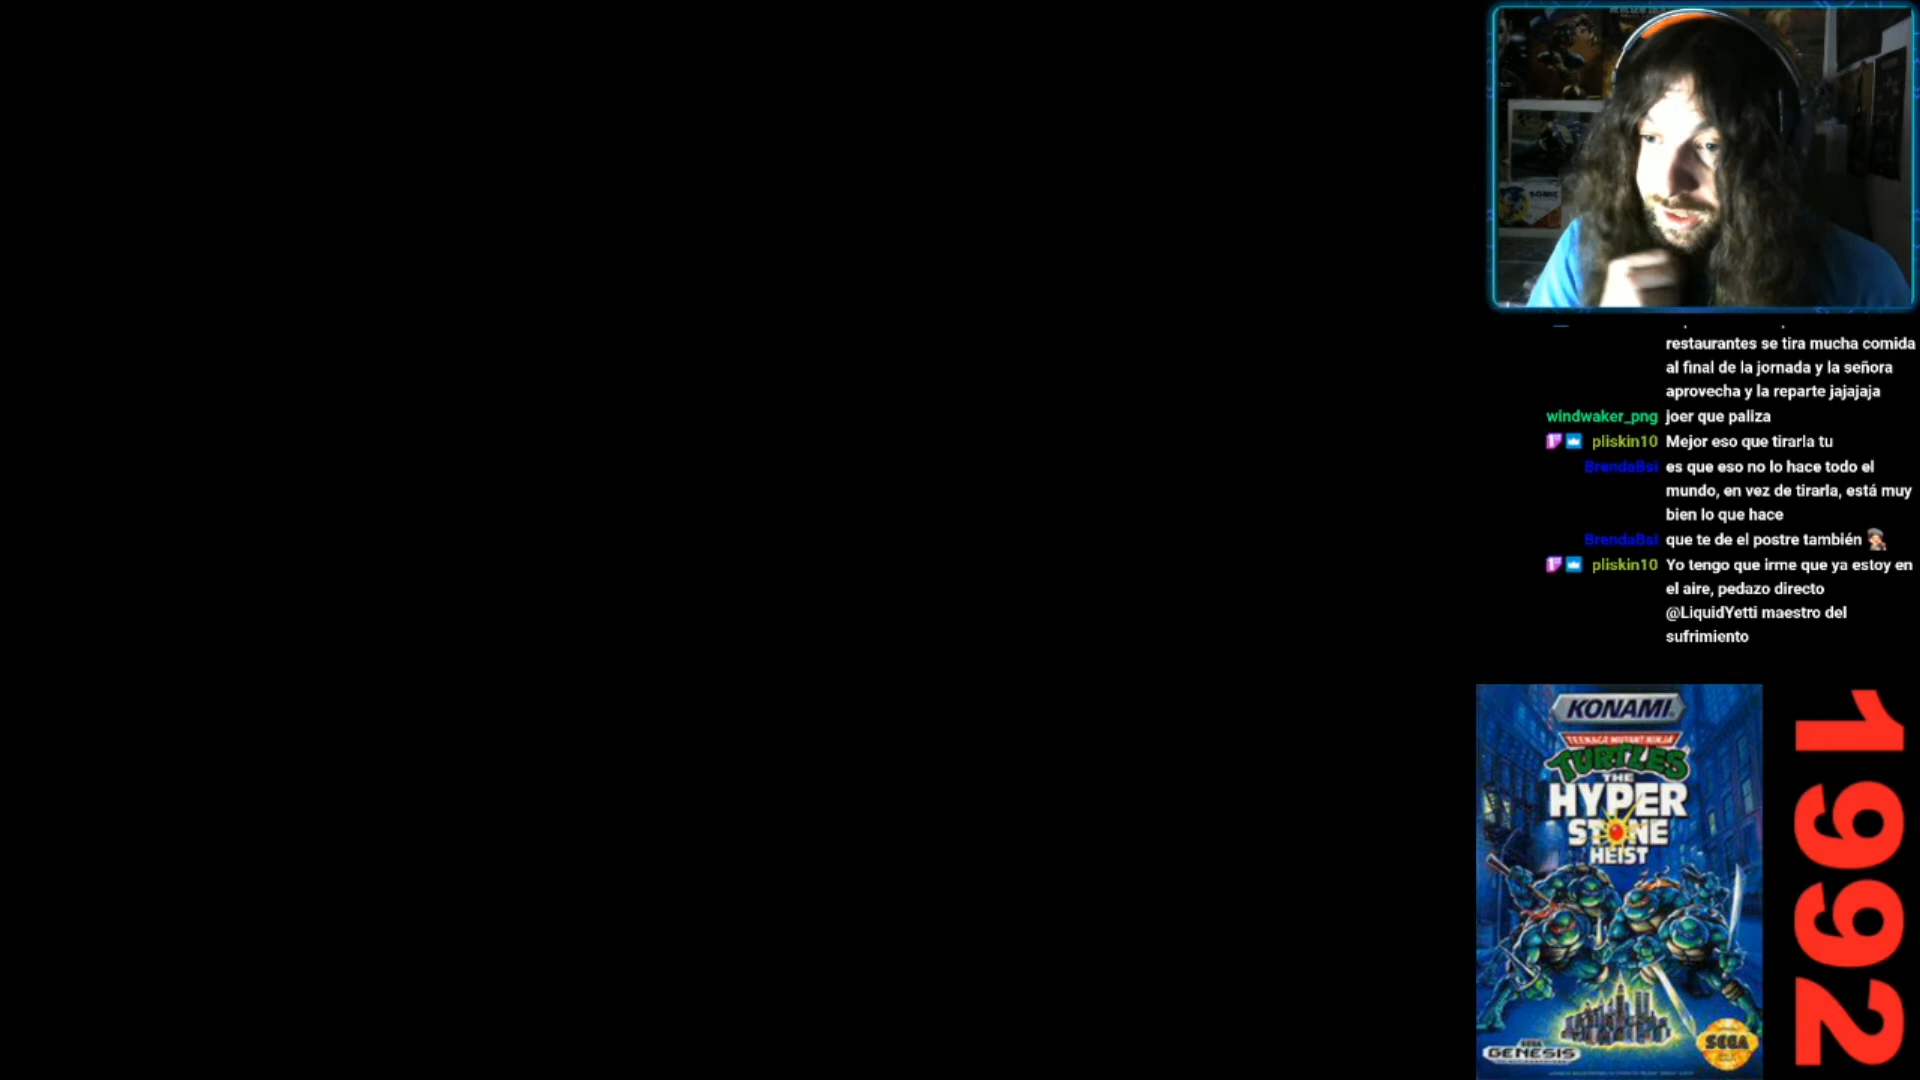 SONIC
restaurantes se tira mucha comida
al final de la jornada y la señora
aprovecha y la reparte jajajaja
windwaker_png joer que paliza
pliskin10 Mejor eso que tirarla tu
BrendaBsi es que eso no lo hace todo el
mundo, en vez de tirarla, está muy
bien lo que hace
BrendaBsi que te de el postre también
pliskin10 Yo tengo que irme que ya estoy en
el aire, pedazo directo
@LiquidYetti maestro del
sufrimiento
KONAMI
TEENAGE MUTANT NINJA
TURTLES
THE
HYPER
STONE
HEIST
SEGA
GENESIS
SEGA
1992